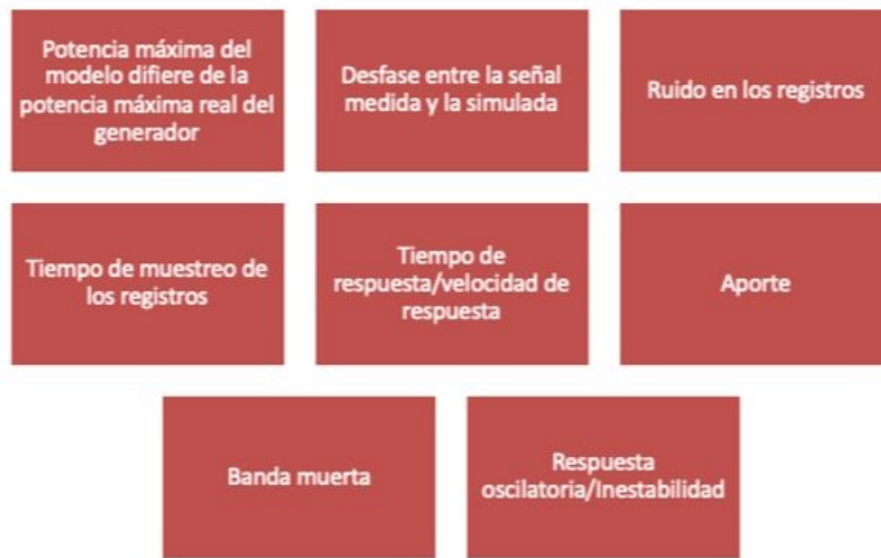 Potencia máxima del
modelo difiere de la
potencia máxima real del
generador
Desfase entre la señal
medida y la simulada
Ruido en los registros
Tiempo de muestreo de
los registros
Tiempo de
respuesta/velocidad de
respuesta
Aporte
Banda muerta
Respuesta
oscilatoria/Inestabilidad